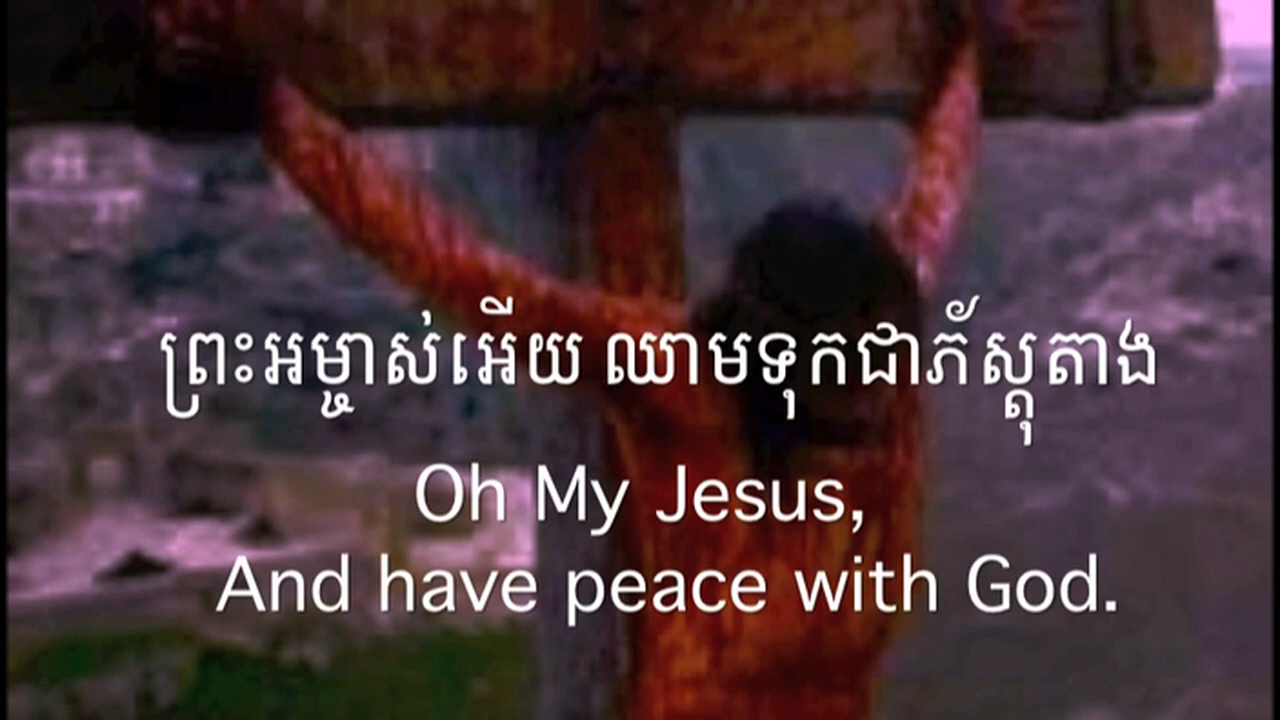 ព្រះអម្ចាស់អើយ ឈាមទុកជាភ័ស្តុតាង
Oh My Jesus,
And have peace with God.